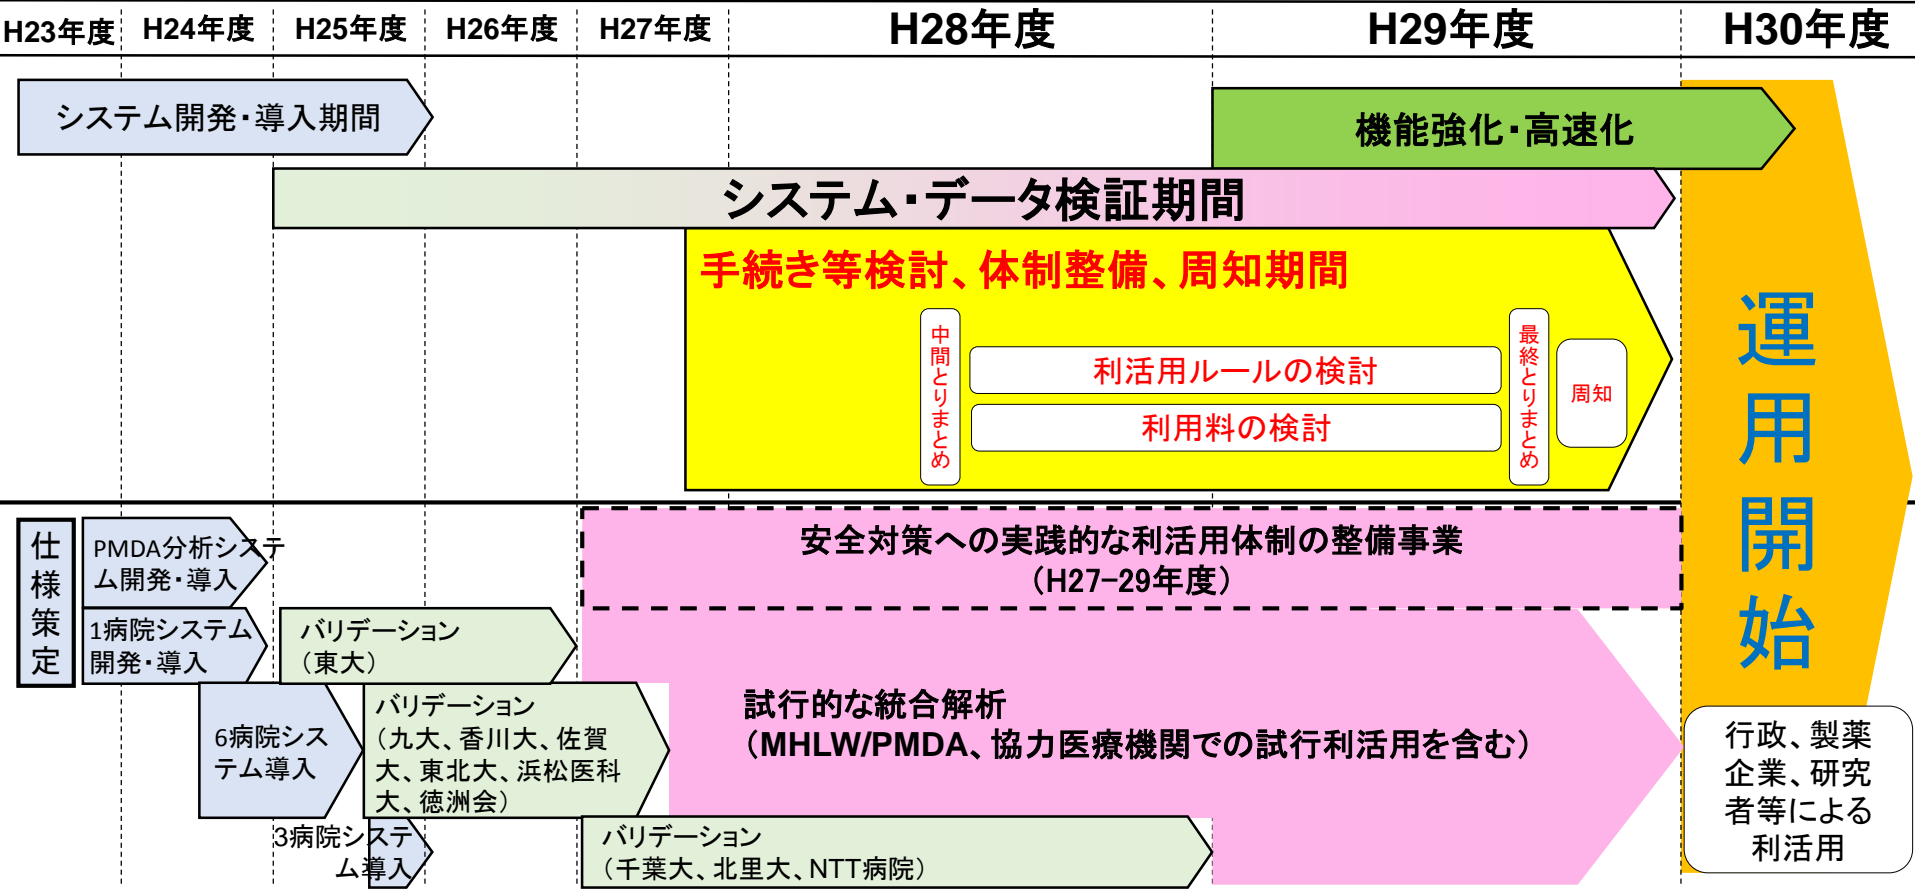 H23年度
H24年度
H25年度
H26年度
H27年度
H28年度
H29年度
H30年度
システム開発・導入期間
機能強化・高速化
システム・データ検証期間
手続き等検討、体制整備、周知期間
中間とりまとめ
利活用ルールの検討
利用料の検討
最終とりまとめ
周知
運用開始
仕様策定
PMDA分析システ
ム開発・導入
1病院システム
開発・導入
6病院シス
テム導入
3病院システ
ム導入
バリデーション
（東大）
バリデーション
（九大、香川大、佐賀
大、東北大、浜松医科
大、徳洲会）
バリデーション
（千葉大、北里大、NTT病院）
安全対策への実践的な利活用体制の整備事業
（H27−29年度）
試行的な統合解析
（MHLW/PMDA、協力医療機関での試行利活用を含む）
行政、製薬
企業、研究
者等による
利活用